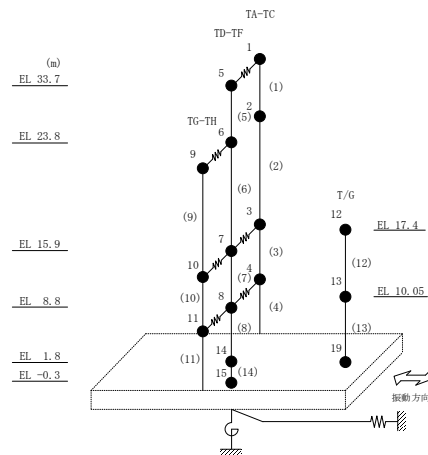 TA-TC
TD-TF
(m)
1
EL 33.7
5
(1)
2
(5)
EL 23.8
TG-TH
6
9
(2)
(6)
T/G
(9)
3
12
EL 17.4
EL 15.9
7
(3)
10
4
(12)
(7)
13
EL 10.05
(10)
8
(4)
EL 8.8
11
(8)
(13)
(11)
14
19
EL 1.8
15
(14)
EL -0.3
振動方向